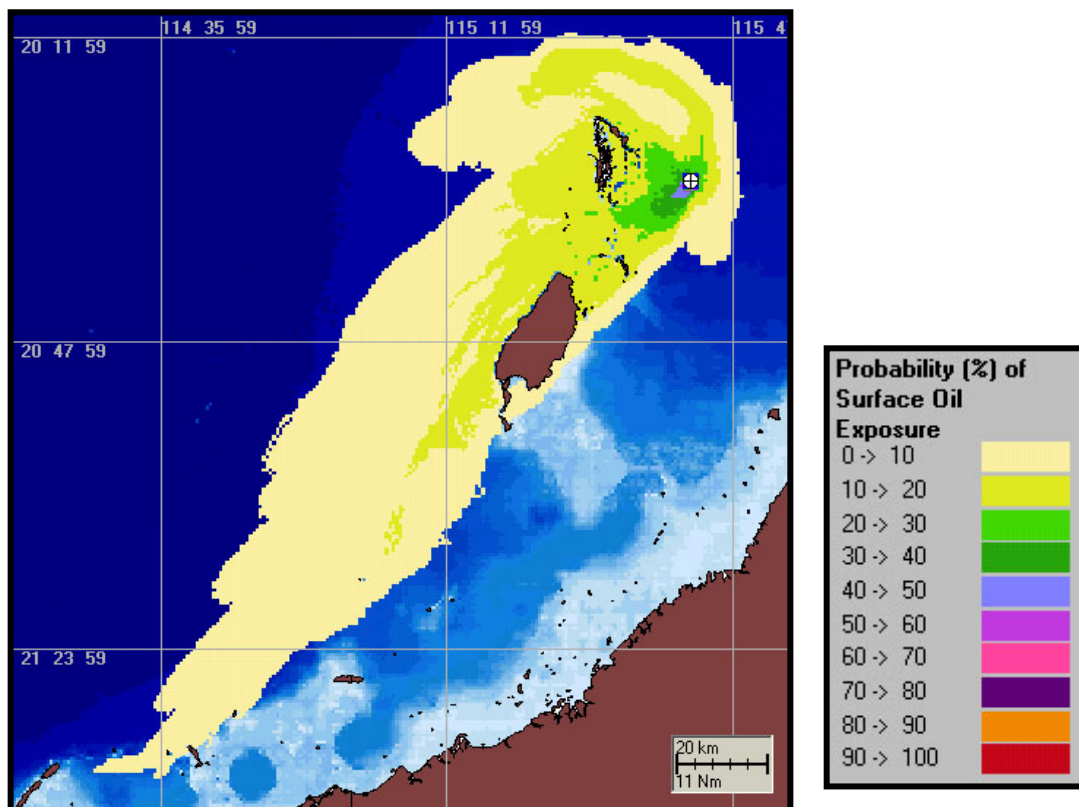 114 35 59
115 11 59
115 4
20 11 59
20 47 59
21 23 59
20 km
11 Nm
Probability (%) of
Surface Oil
Exposure
0 -> 10
10 -> 20
20 -> 30
30 -> 40
40 -> 50
50 -> 60
60 -> 70
70 -> 80
80 -> 90
90 -> 100